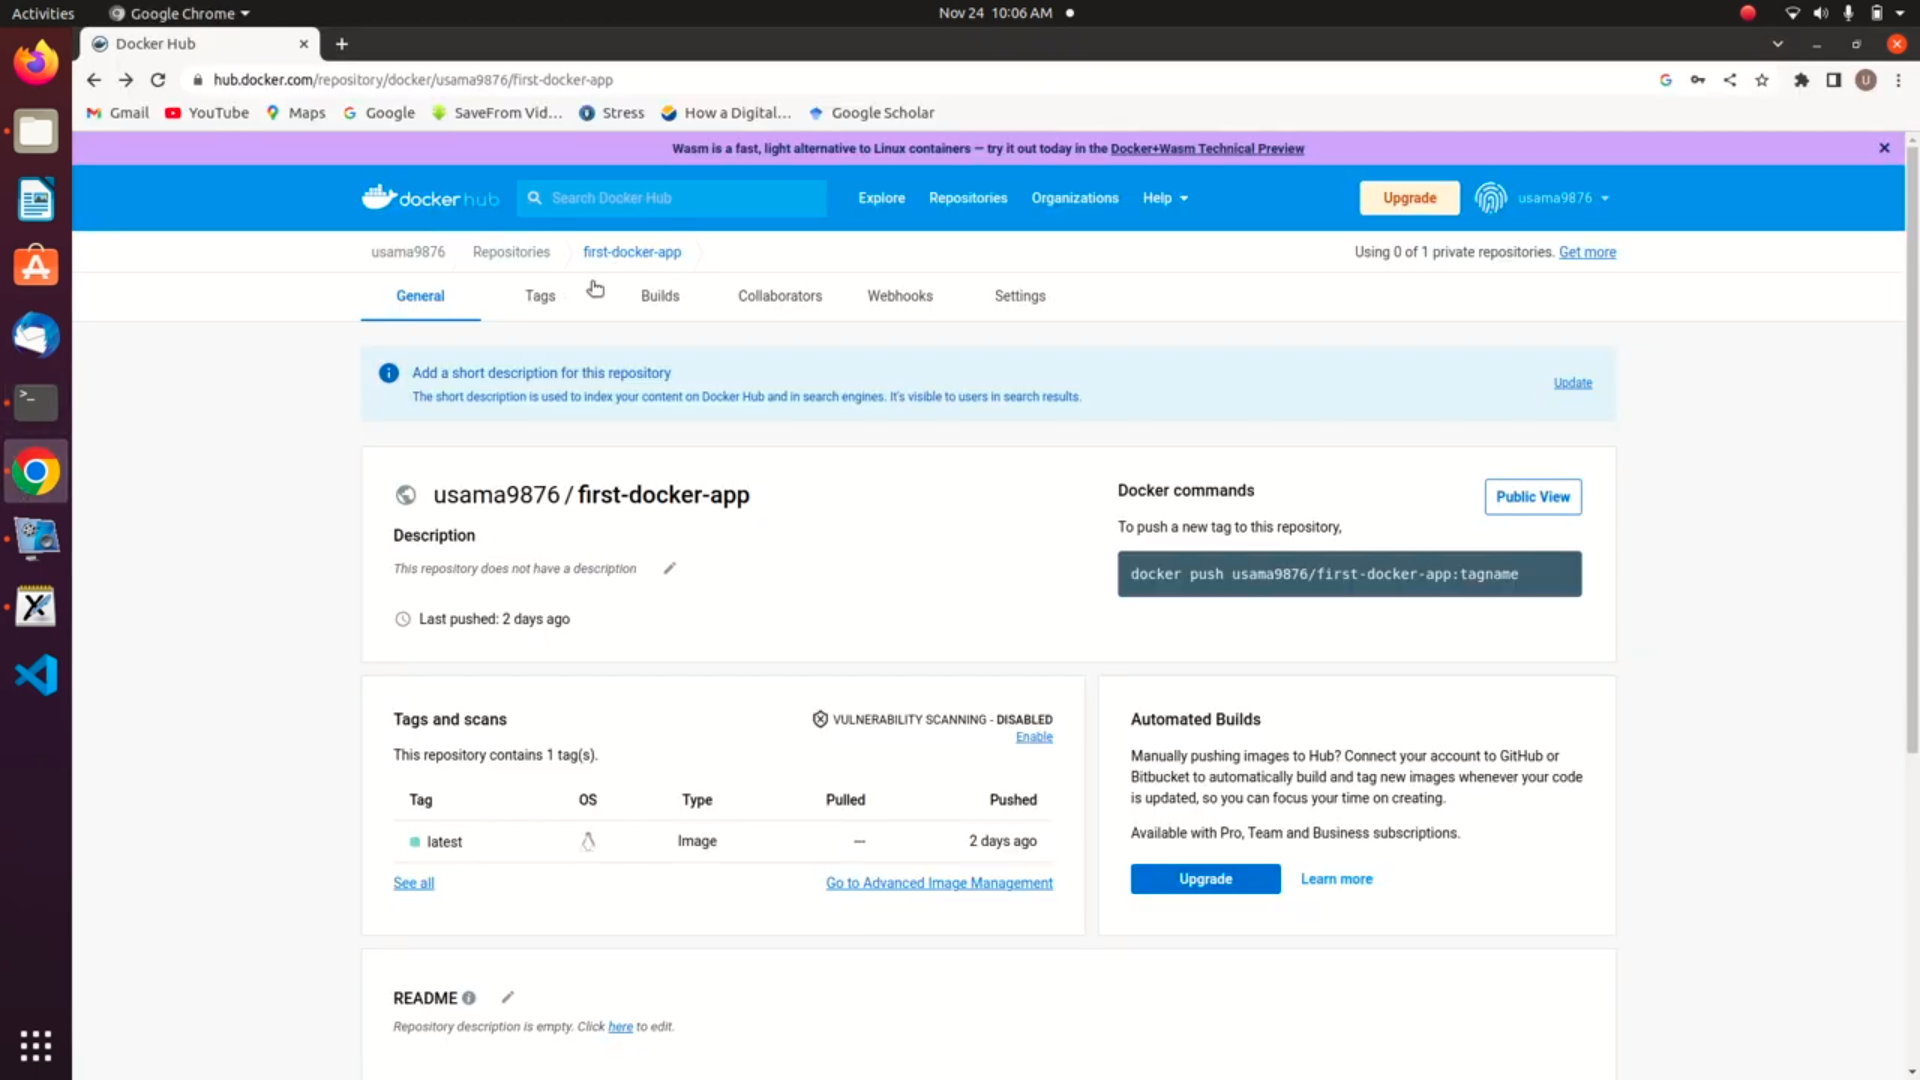 Activities
Google Chrome
Nov 24 10:06 AM
Docker Hub
hub.docker.com/repository/docker/usama9876/first-docker-app
U
Gmail
YouTube
Maps
Google
SaveFrom Vid...
Stress
How a Digital...
Google Scholar
Wasm is a fast, light alternative to Linux containers – try it out today in the Docker+Wasm Technical Preview
docker hub
Search Docker Hub
Explore
Repositories
Organizations
Help
Upgrade
usama9876
usama9876
Repositories
first-docker-app
Using 0 of 1 private repositories. Get more
General
Tags
Builds
Collaborators
Webhooks
Settings
Add a short description for this repository
Update
The short description is used to index your content on Docker Hub and in search engines. It's visible to users in search results.
usama9876 / first-docker-app
Description
This repository does not have a description
Last pushed: 2 days ago
Docker commands
Public View
To push a new tag to this repository,
docker push usama9876/first-docker-app:tagname
Tags and scans
VULNERABILITY SCANNING - DISABLED
Enable
This repository contains 1 tag(s).
Tag OS Type Pulled Pushed
latest Image — 2 days ago
See all
Go to Advanced Image Management
Automated Builds
Manually pushing images to Hub? Connect your account to GitHub or
Bitbucket to automatically build and tag new images whenever your code
is updated, so you can focus your time on creating.
Available with Pro, Team and Business subscriptions.
Upgrade
Learn more
README
Repository description is empty. Click here to edit.